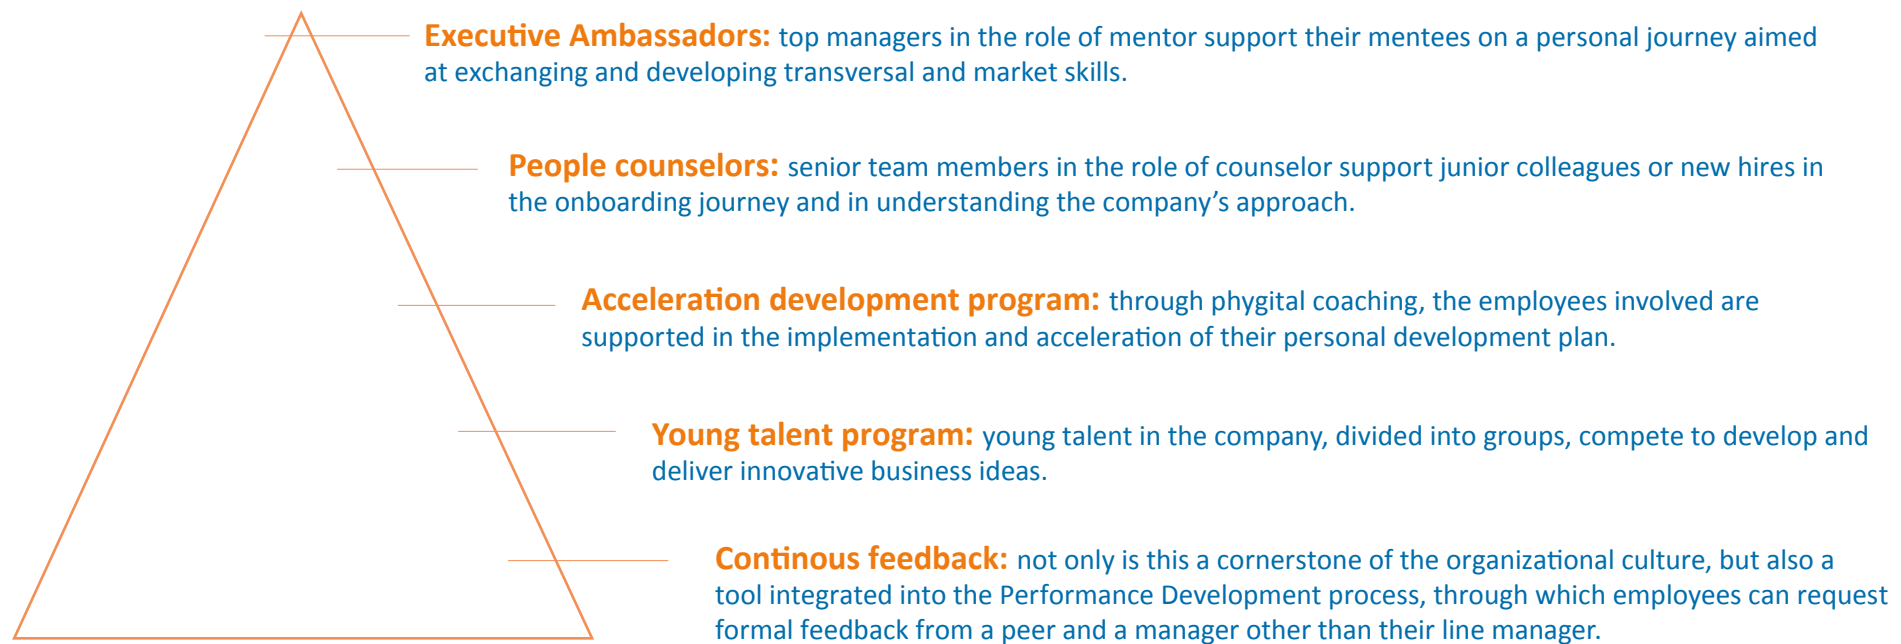 Executive Ambassadors: top managers in the role of mentor support their mentees on a personal journey aimed
at exchanging and developing transversal and market skills.
People counselors: senior team members in the role of counselor support junior colleagues or new hires in
the onboarding journey and in understanding the company’s approach.
Acceleration development program: through phygital coaching, the employees involved are
supported in the implementation and acceleration of their personal development plan.
Young talent program: young talent in the company, divided into groups, compete to develop and
deliver innovative business ideas.
Continous feedback: not only is this a cornerstone of the organizational culture, but also a
tool integrated into the Performance Development process, through which employees can request
formal feedback from a peer and a manager other than their line manager.